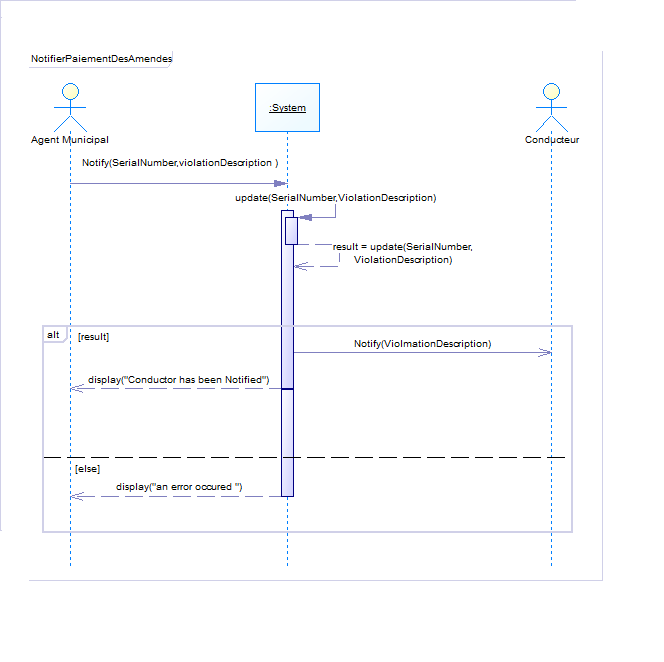 NotifierPaiementDesAmendes
:System
Agent Municipal
Conducteur
Notify(SerialNumber,violationDescription )
update(SerialNumber,ViolationDescription)
result = update(SerialNumber,
ViolationDescription)
alt
[result]
Notify(ViolmationDescription)
display("Conductor has been Notified")
[else]
display("an error occured ")